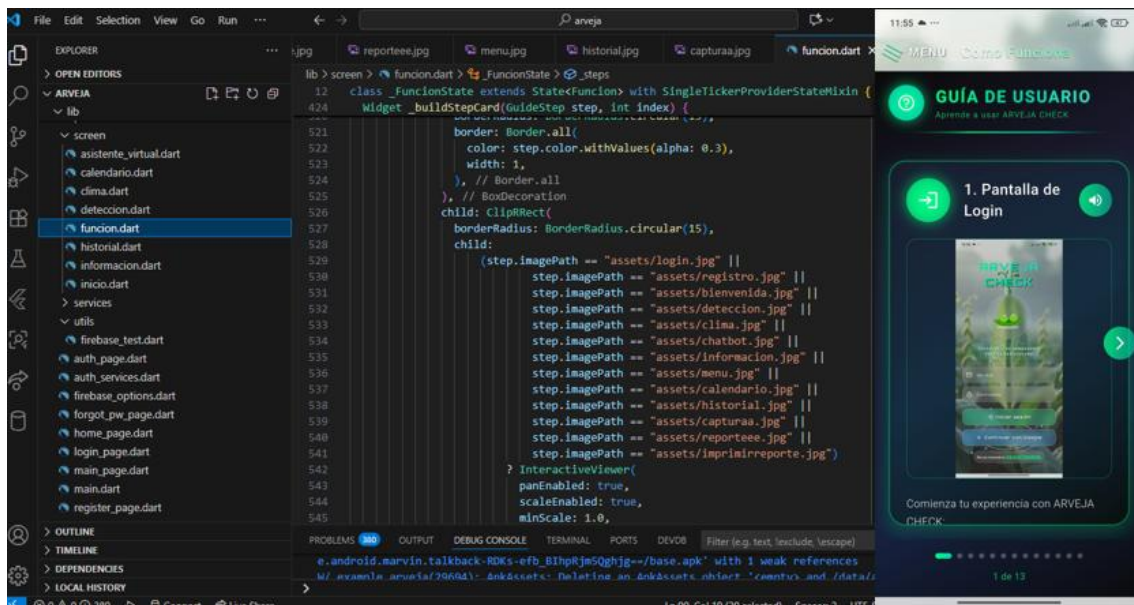 File Edit Selection View Go Run ···
arveja
EXPLORER ···
OPEN EDITORS
ARVEJA
lib
screen
asistente_virtual.dart
calendario.dart
clima.dart
deteccion.dart
funcion.dart
historial.dart
informacion.dart
inicio.dart
services
utils
firebase_test.dart
auth_page.dart
auth_services.dart
firebase_options.dart
forgot_pw_page.dart
home_page.dart
login_page.dart
main_page.dart
main.dart
register_page.dart
OUTLINE
TIMELINE
DEPENDENCIES
LOCAL HISTORY
reporteee.jpg menu.jpg historial.jpg capturaa.jpg funcion.dart
lib > screen > funcion.dart > _FuncionState > _steps
12 class _FuncionState extends State<Funcion> with SingleTickerProviderStateMixin {
424 Widget _buildStepCard(GuideStep step, int index) {
521 border: Border.all(
522 color: step.color.withValues(alpha: 0.3),
523 width: 1,
524 ), // Border.all
525 ), // BoxDecoration
526 child: ClipRRect(
527 borderRadius: BorderRadius.circular(15),
528 child:
529 (step.imagePath == "assets/login.jpg" ||
530 step.imagePath == "assets/registro.jpg" ||
531 step.imagePath == "assets/bienvenida.jpg" ||
532 step.imagePath == "assets/deteccion.jpg" ||
533 step.imagePath == "assets/clima.jpg" ||
534 step.imagePath == "assets/chatbot.jpg" ||
535 step.imagePath == "assets/informacion.jpg" ||
536 step.imagePath == "assets/menu.jpg" ||
537 step.imagePath == "assets/calendario.jpg" ||
538 step.imagePath == "assets/historial.jpg" ||
539 step.imagePath == "assets/capturaa.jpg" ||
540 step.imagePath == "assets/reporteee.jpg" ||
541 step.imagePath == "assets/imprimirreporte.jpg")
542 ? InteractiveViewer(
543 panEnabled: true,
544 scaleEnabled: true,
545 minScale: 1.0,
PROBLEMS 380 OUTPUT DEBUG CONSOLE TERMINAL PORTS DEVDB Filter (e.g. text, !exclude, \escape)
11:55
MENU Como Funciona
GUÍA DE USUARIO
Aprende a usar ARVEJA CHECK
1. Pantalla de
Login
ARVEJA
CHECK
Comienza tu experiencia con ARVEJA
CHECK:
1 de 13